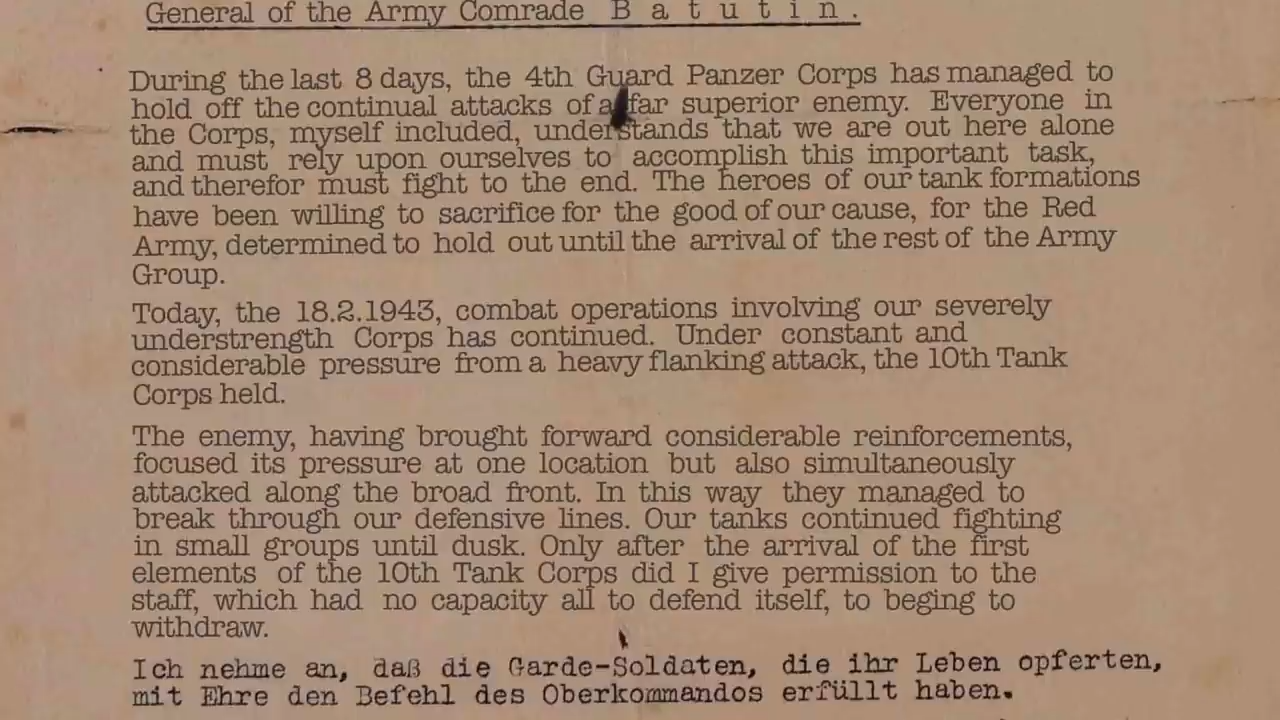 General of the Army Comrade B a t u t i n .
During the last 8 days, the 4th Guard Panzer Corps has managed to
hold off the continual attacks of a far superior enemy. Everyone in
the Corps, myself included, understands that we are out here alone
and must rely upon ourselves to accomplish this important task,
and therefor must fight to the end. The heroes of our tank formations
have been willing to sacrifice for the good of our cause, for the Red
Army, determined to hold out until the arrival of the rest of the Army
Group.
Today, the 18.2.1943, combat operations involving our severely
understrength Corps has continued. Under constant and
considerable pressure from a heavy flanking attack, the 10th Tank
Corps held.
The enemy, having brought forward considerable reinforcements,
focused its pressure at one location but also simultaneously
attacked along the broad front. In this way they managed to
break through our defensive lines. Our tanks continued fighting
in small groups until dusk. Only after the arrival of the first
elements of the 10th Tank Corps did I give permission to the
staff, which had no capacity all to defend itself, to beging to
withdraw.
Ich nehme an, daß die Garde-Soldaten, die ihr Leben opferten,
mit Ehre den Befehl des Oberkommandos erfüllt haben.